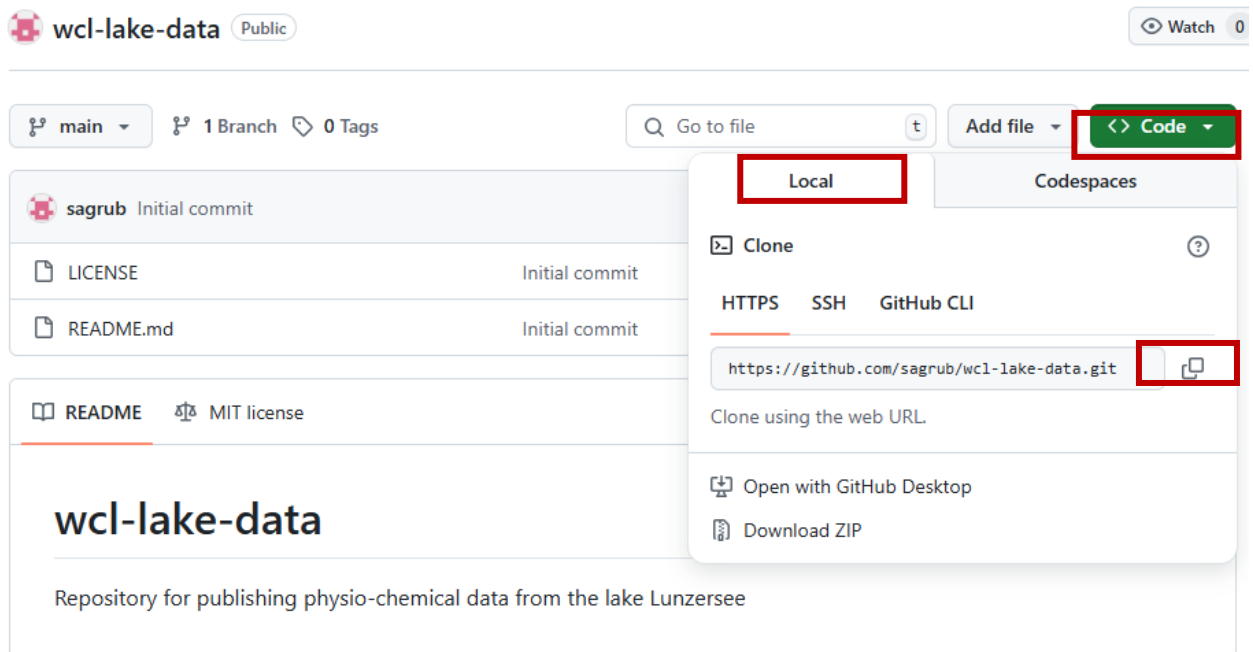 wcl-lake-data Public
Watch 0
main 1 Branch 0 Tags
Go to file t
Add file
<> Code
Local Codespaces
sagrub Initial commit
Clone
LICENSE Initial commit
HTTPS SSH GitHub CLI
README.md Initial commit
https://github.com/sagrub/wcl-lake-data.git
README MIT license
Clone using the web URL.
Open with GitHub Desktop
Download ZIP
wcl-lake-data
Repository for publishing physio-chemical data from the lake Lunzersee